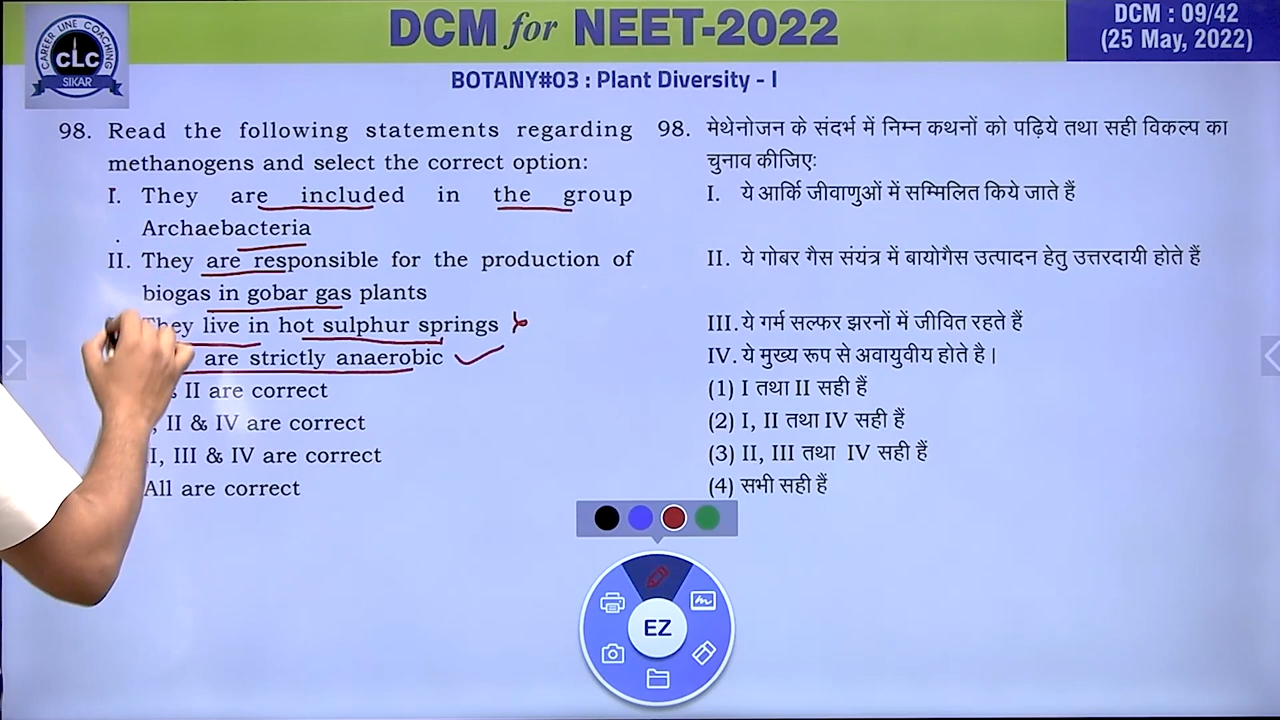 CAREER LINE COACHING
CLC
SIKAR
DCM for NEET-2022
DCM : 09/42
(25 May, 2022)
BOTANY#03 : Plant Diversity - I
98. Read the following statements regarding
methanogens and select the correct option:
I. They are included in the group
Archaebacteria
II. They are responsible for the production of
biogas in gobar gas plants
They live in hot sulphur springs
are strictly anaerobic
II are correct
, II & IV are correct
I, III & IV are correct
All are correct
98. मेथेनोजन के संदर्भ में निम्न कथनों को पढ़िये तथा सही विकल्प का
चुनाव कीजिए:
I. ये आर्कि जीवाणुओं में सम्मिलित किये जाते हैं
II. ये गोबर गैस संयंत्र में बायोगैस उत्पादन हेतु उत्तरदायी होते हैं
III. ये गर्म सल्फर झरनों में जीवित रहते हैं
IV. ये मुख्य रूप से अवायुवीय होते है।
(1) I तथा II सही हैं
(2) I, II तथा IV सही हैं
(3) II, III तथा IV सही हैं
(4) सभी सही हैं
EZ